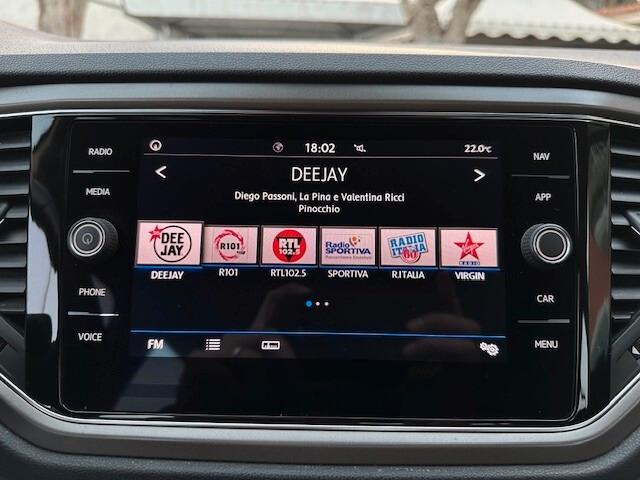 RADIO
MEDIA
PHONE
VOICE
18:02
22.0°C
DEEJAY
Diego Passoni, La Pina e Valentina Ricci
Pinocchio
DEE
JAY
R101
RTL
102.5
Radio
SPORTIVA
RADIO
ITALIA
60
Virgin
RADIO
DEEJAY
R101
RTL102.5
SPORTIVA
R.ITALIA
VIRGIN
FM
NAV
APP
CAR
MENU